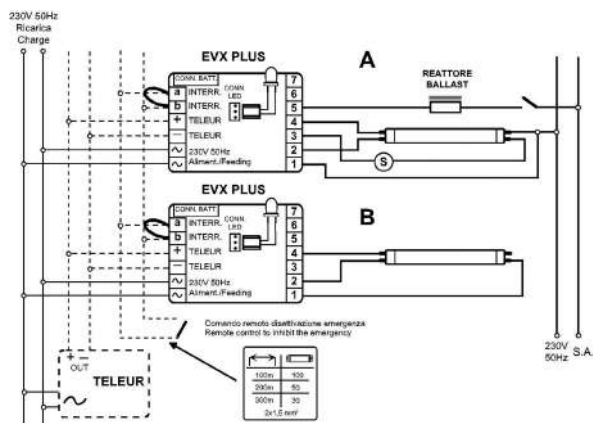 230V 50Hz
Ricarica
Charge
EVX PLUS
CONN. BATT.
a INTERR.
b INTERR.
+ TELEUR
− TELEUR
~ 230V 50Hz
~ Aliment./Feeding
CONN.
LED
7
6
5
4
3
2
1
A
REATTORE
BALLAST
S
EVX PLUS
CONN. BATT.
a INTERR.
b INTERR.
+ TELEUR
− TELEUR
~ 230V 50Hz
~ Aliment./Feeding
CONN.
LED
7
6
5
4
3
2
1
B
Comando remoto disattivazione emergenza
Remote control to inhibit the emergency
+ −
OUT
TELEUR
~
100m 100
200m 50
300m 30
2x1,5 mm²
230V
50Hz
S.A.